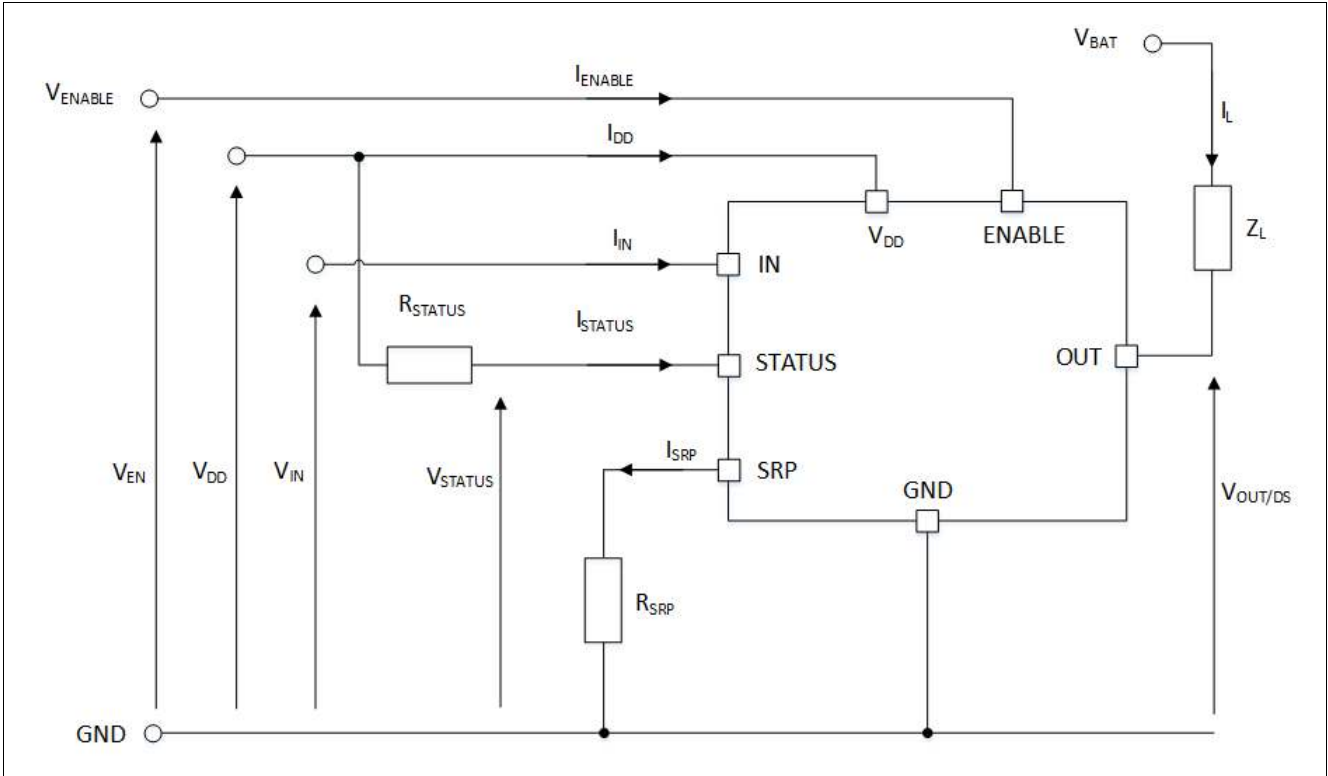 V_BAT
I_ENABLE
V_ENABLE
I_L
I_DD
V_DD
ENABLE
Z_L
I_IN
IN
R_STATUS
I_STATUS
STATUS
OUT
I_SRP
SRP
V_EN
V_DD
V_IN
V_STATUS
GND
V_OUT/DS
R_SRP
GND